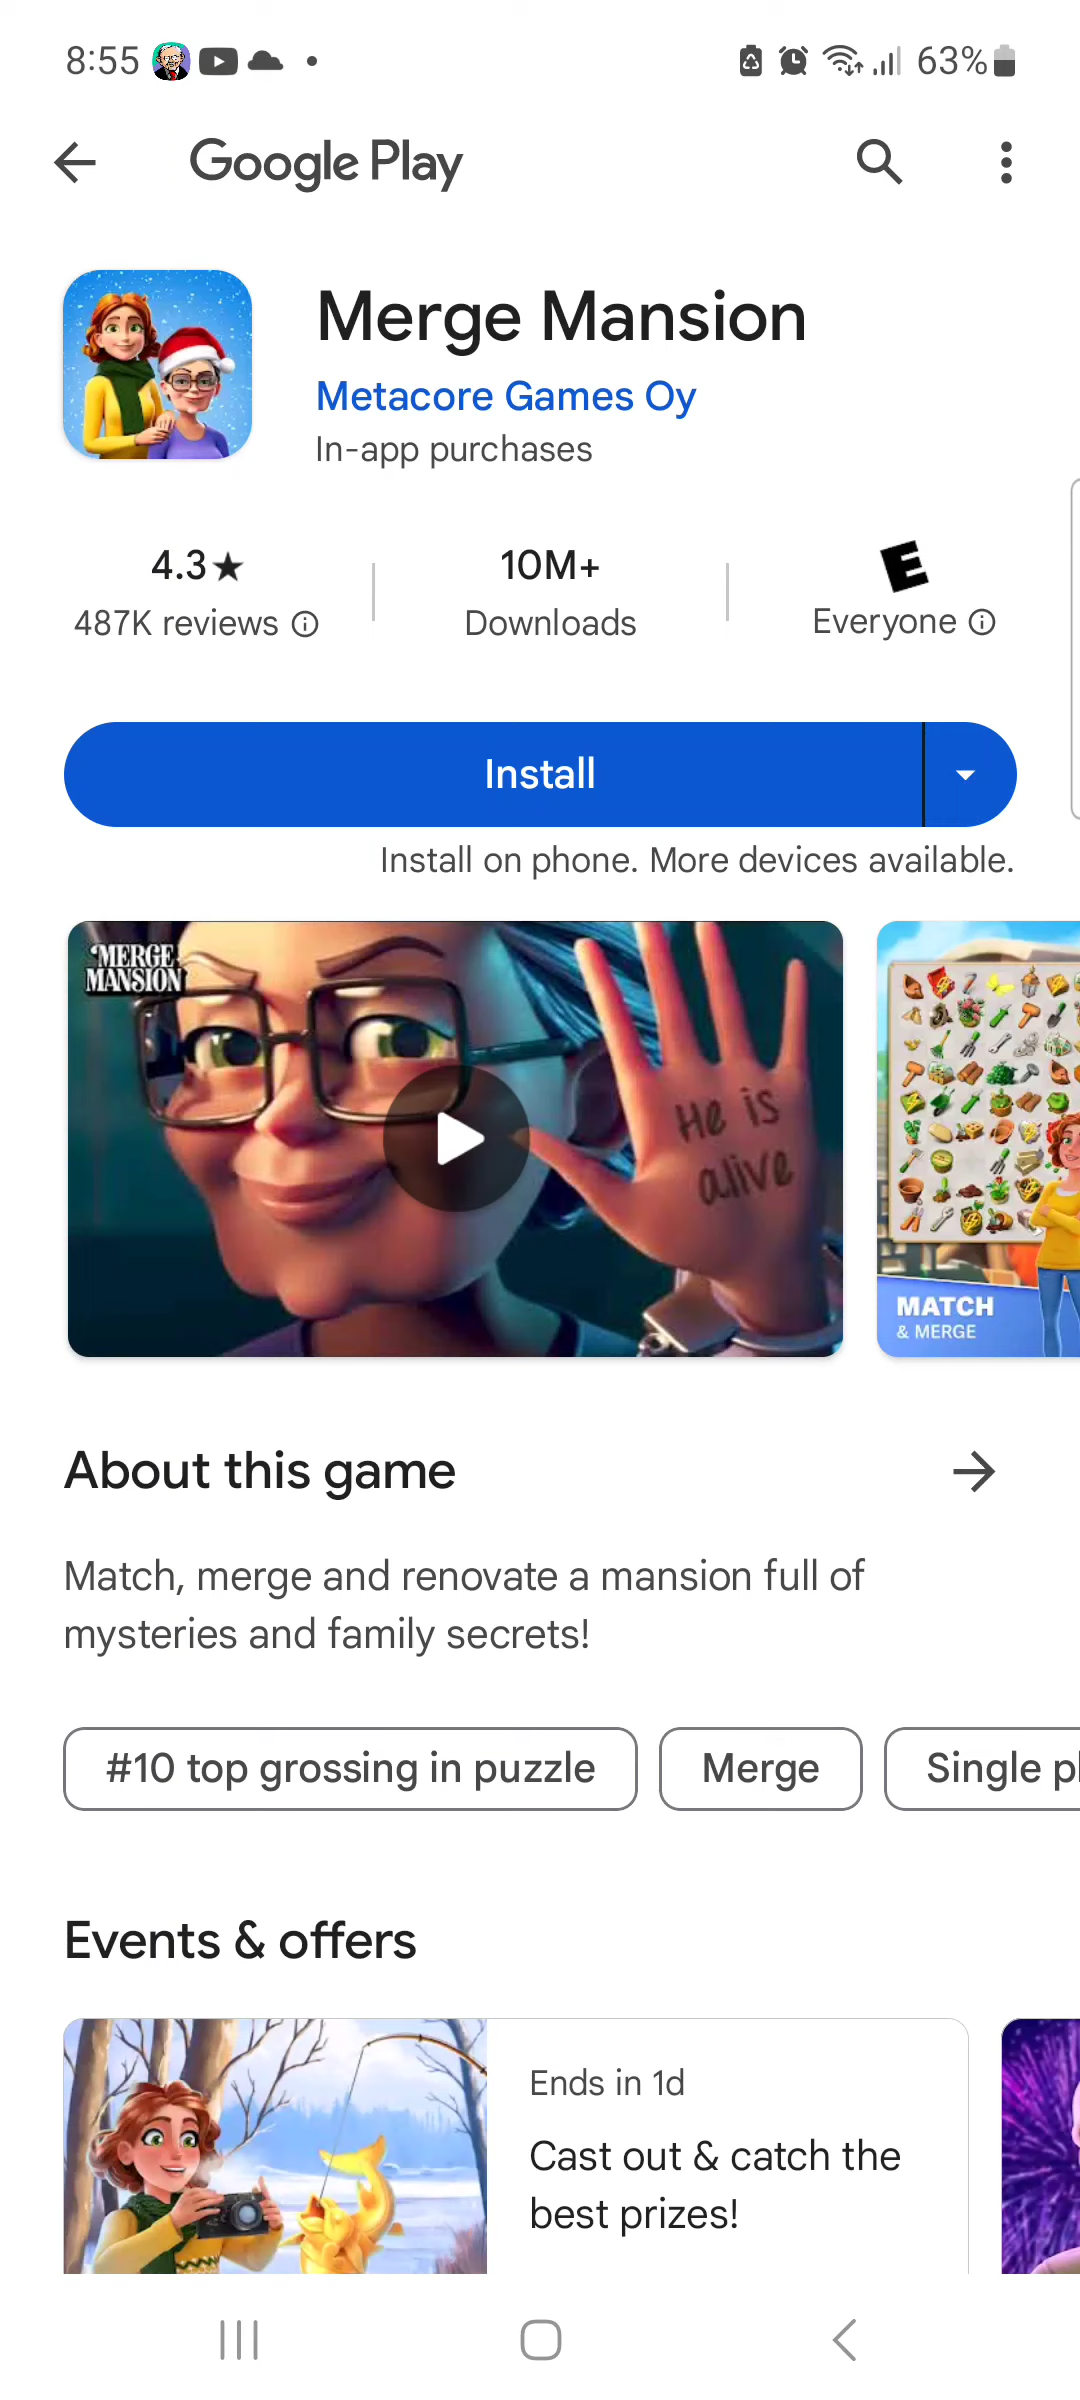 8:55
63%
Google Play
Merge Mansion
Metacore Games Oy
In-app purchases
4.3★
487K reviews
10M+
Downloads
E
Everyone
Install
Install on phone. More devices available.
MERGE
MANSION
He is
alive
MATCH
& MERGE
About this game
Match, merge and renovate a mansion full of
mysteries and family secrets!
#10 top grossing in puzzle
Merge
Single pl
Events & offers
Ends in 1d
Cast out & catch the
best prizes!